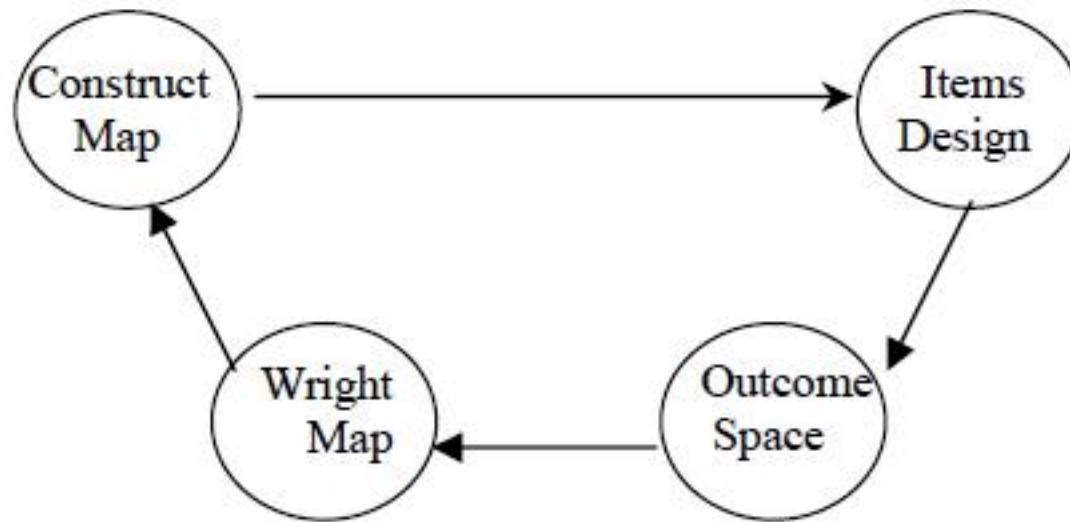 Construct
Map
Items
Design
Wright
Map
Outcome
Space